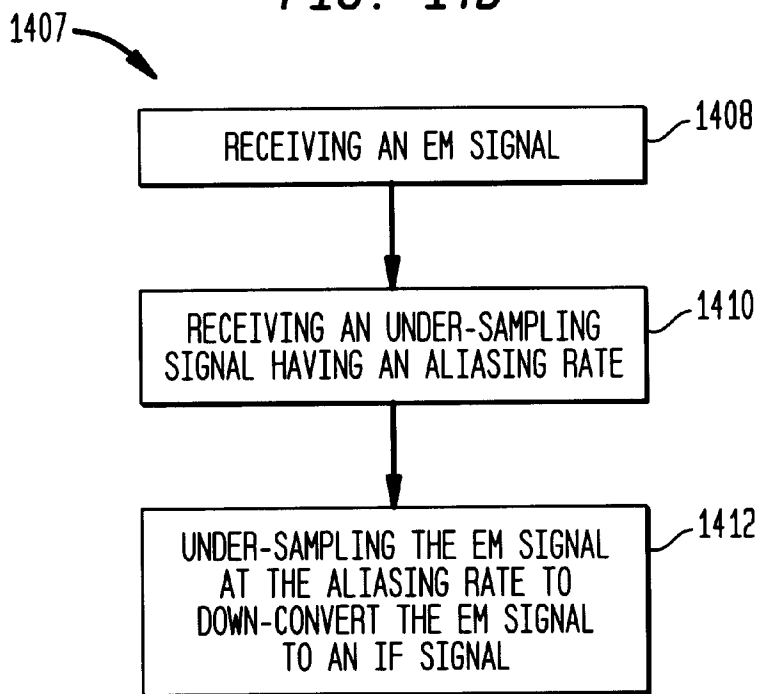 FIG. 14B
1407
1408
RECEIVING AN EM SIGNAL
1410
RECEIVING AN UNDER-SAMPLING
SIGNAL HAVING AN ALIASING RATE
1412
UNDER-SAMPLING THE EM SIGNAL
AT THE ALIASING RATE TO
DOWN-CONVERT THE EM SIGNAL
TO AN IF SIGNAL